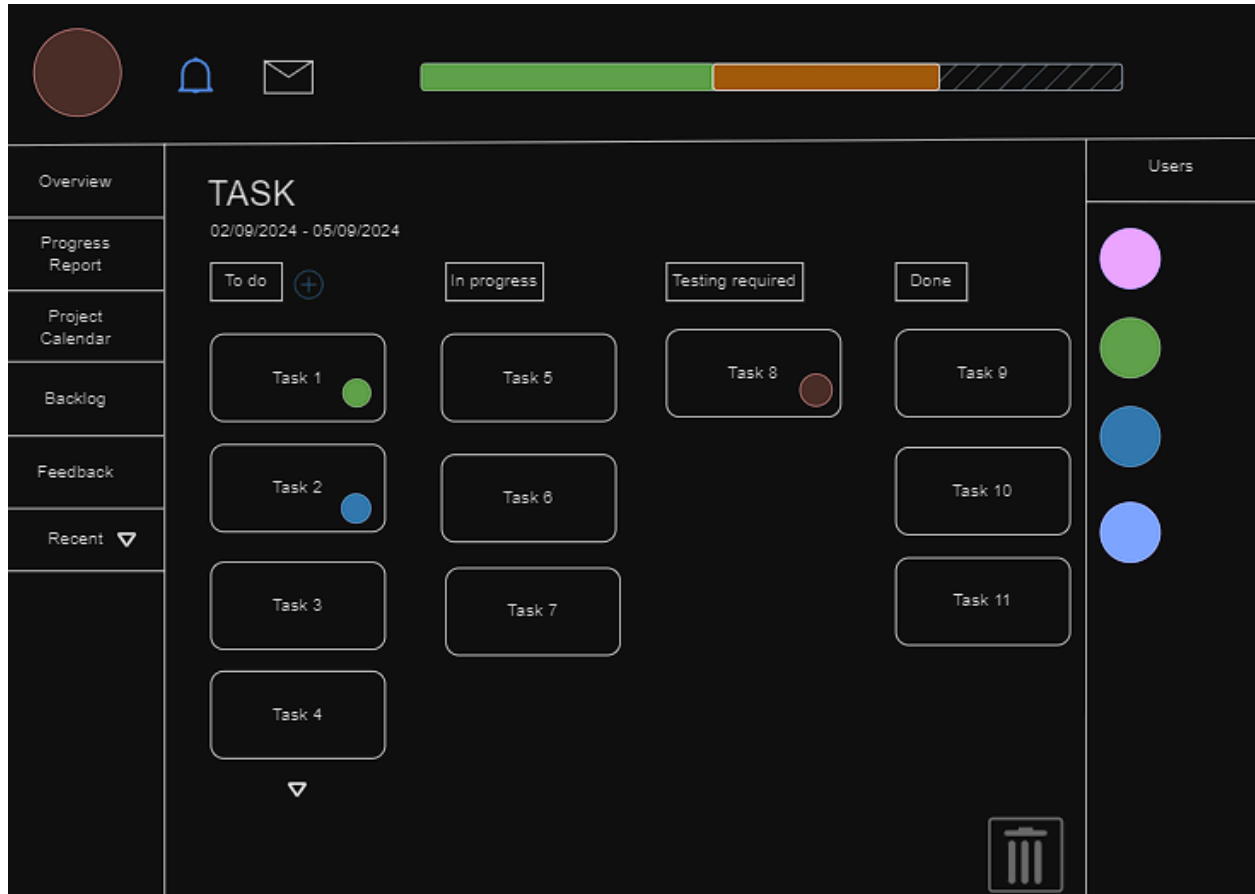 Overview
Progress
Report
Project
Calendar
Backlog
Feedback
Recent
TASK
02/09/2024 - 05/09/2024
To do
Task 1
Task 2
Task 3
Task 4
In progress
Task 5
Task 6
Task 7
Testing required
Task 8
Done
Task 9
Task 10
Task 11
Users